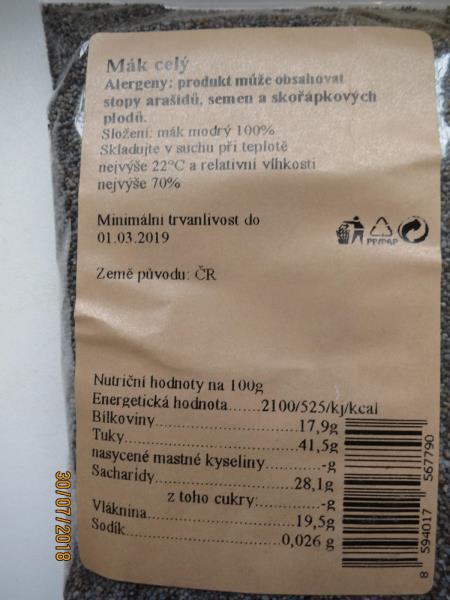 Mák celý
Alergeny: produkt může obsahovat
stopy arašídů, semen a skořápkových
plodů.
Složení: mák modrý 100%
Skladujte v suchu při teplotě
nejvýše 22°C a relativní vlhkosti
nejvýše 70%
Minimální trvanlivost do
01.03.2019
PP/PAP
Země původu: ČR
Nutriční hodnoty na 100g
Energetická hodnota.......2100/525/kj/kcal
Bílkoviny.................................17,9g
Tuky........................................41,5g
nasycené mastné kyseliny..............-g
Sacharidy.................................28,1g
z toho cukry:................-g
Vláknina...................................19,5g
Sodík.....................................0,026 g
8 594017 567790
30/07/2018